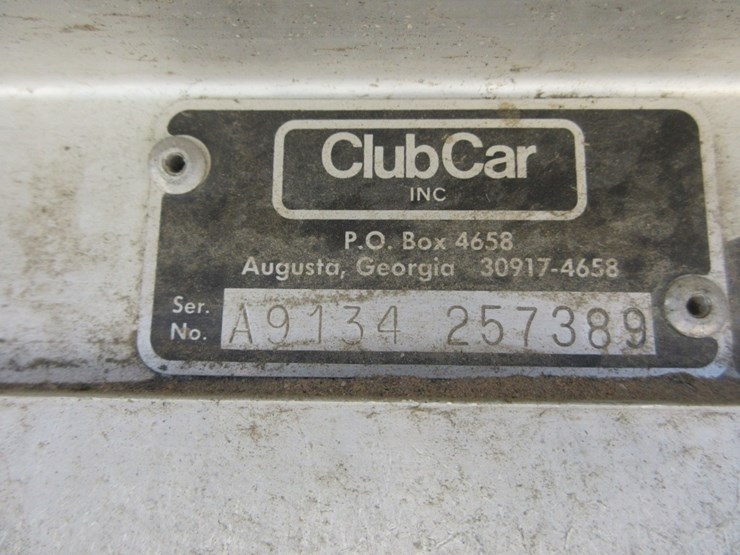 ClubCar
INC
P.O. Box 4658
Augusta, Georgia 30917-4658
Ser.
No. A9134 257389